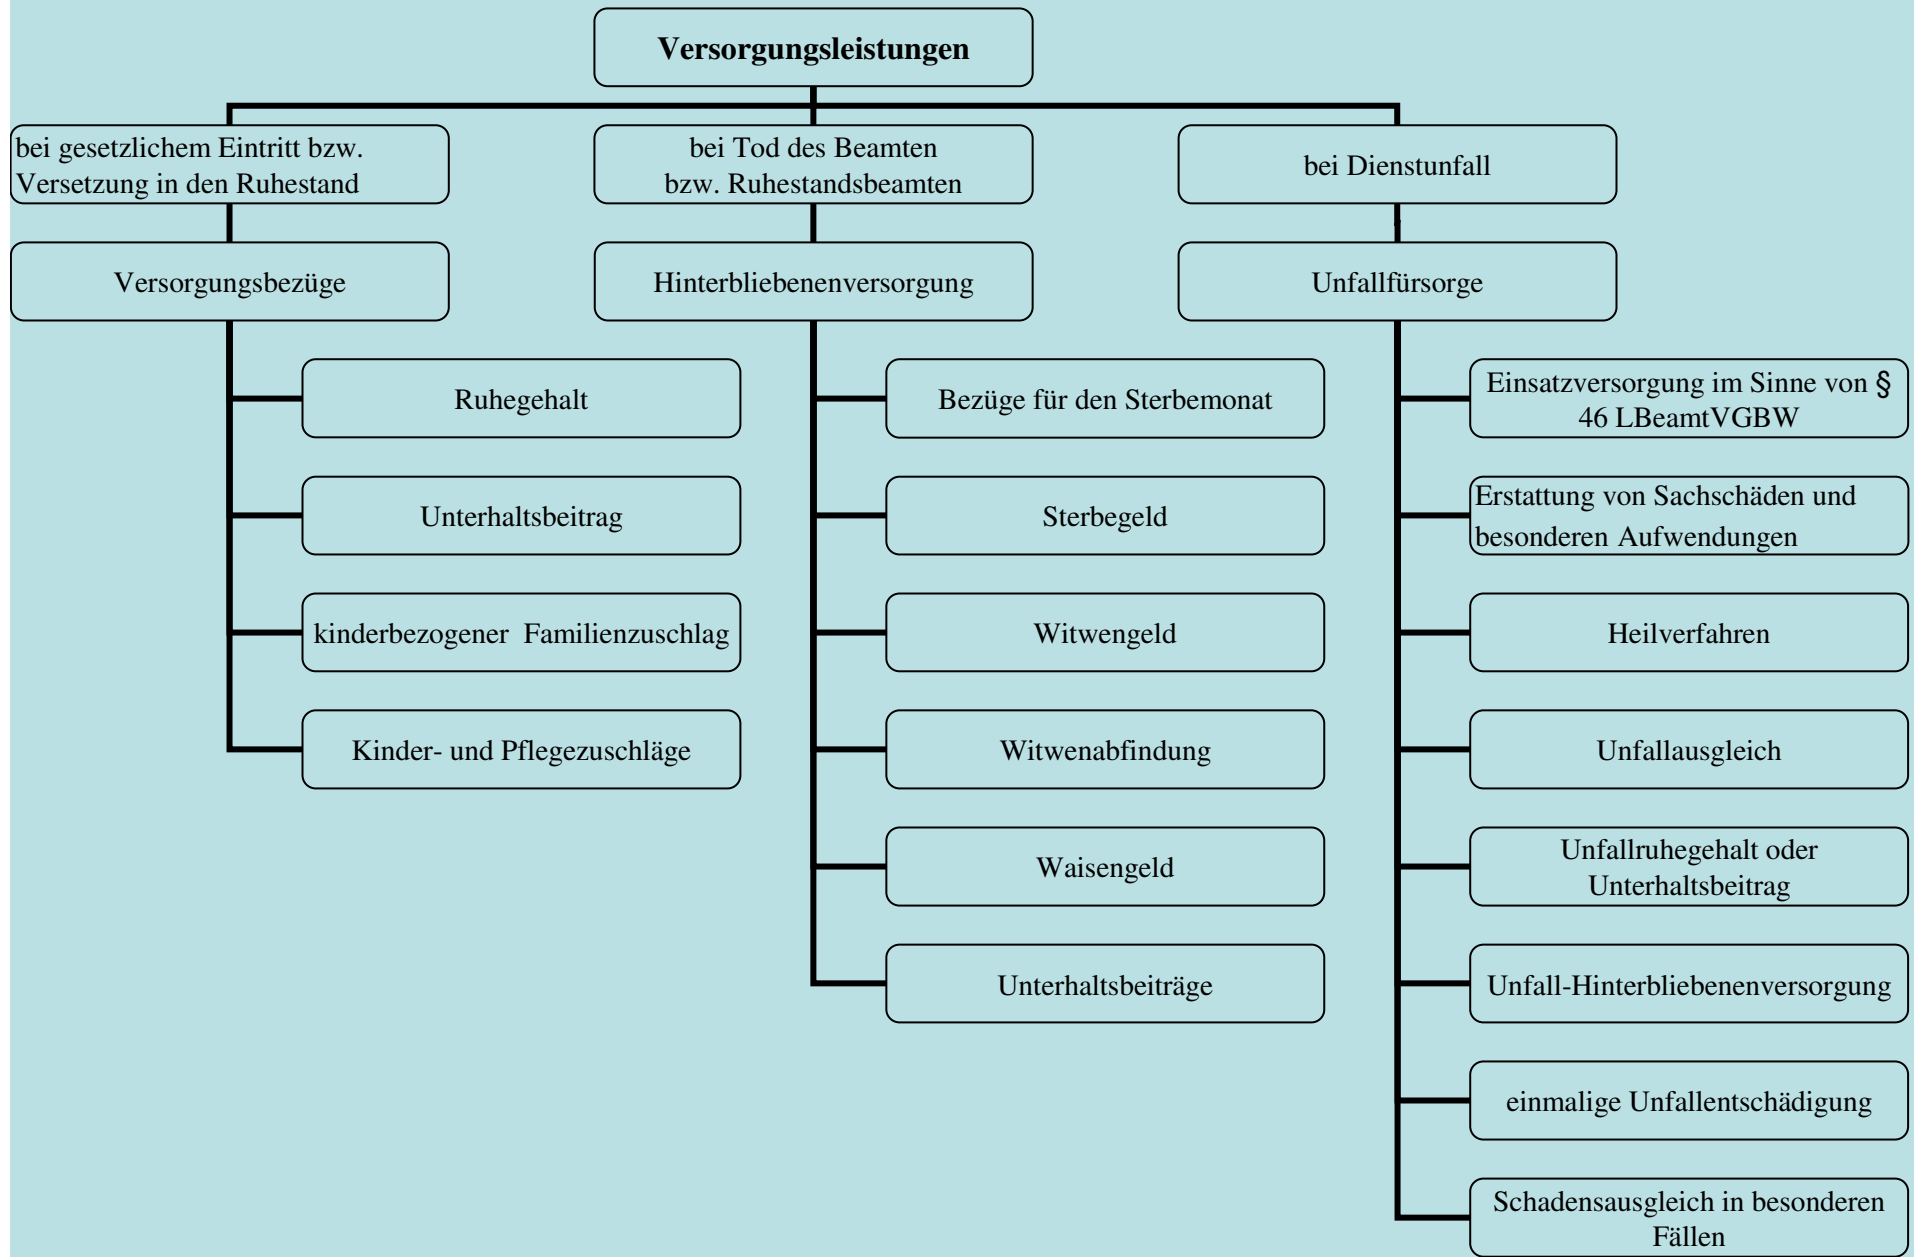 Versorgungsleistungen
bei gesetzlichem Eintritt bzw.
Versetzung in den Ruhestand
bei Tod des Beamten
bzw. Ruhestandsbeamten
bei Dienstunfall
Versorgungsbezüge
Hinterbliebenenversorgung
Unfallfürsorge
Ruhegehalt
Unterhaltsbeitrag
kinderbezogener Familienzuschlag
Kinder- und Pflegezuschläge
Bezüge für den Sterbemonat
Sterbegeld
Witwengeld
Witwenabfindung
Waisengeld
Unterhaltsbeiträge
Einsatzversorgung im Sinne von §
46 LBeamtVGBW
Erstattung von Sachschäden und
besonderen Aufwendungen
Heilverfahren
Unfallausgleich
Unfallruhegehalt oder
Unterhaltsbeitrag
Unfall-Hinterbliebenenversorgung
einmalige Unfallentschädigung
Schadensausgleich in besonderen
Fällen